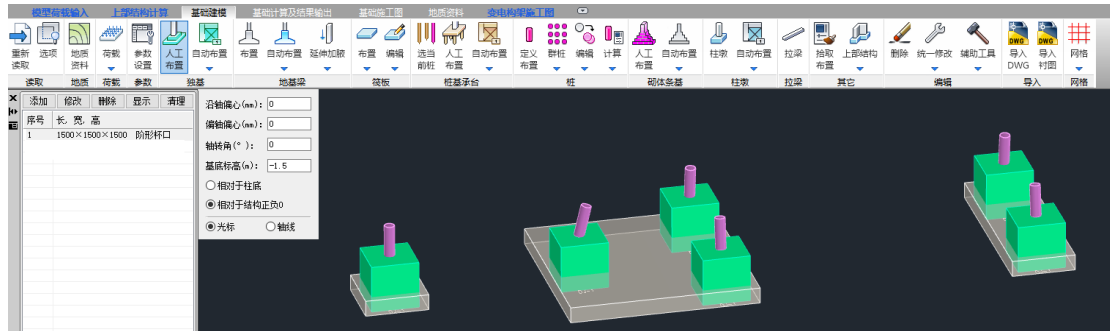 模型荷载输入 上部结构计算 基础建模 基础计算及结果输出 基础施工图 地质资料 变电构架施工图
重新读取 选项 地质资料 荷载 参数设置 人工布置 自动布置 布置 自动布置 延伸加腋 布置 编辑 选当前桩 人工布置 自动布置 定义布置 群桩 编辑 计算 人工布置 自动布置 柱墩 自动布置 拉梁 拾取布置 上部结构 删除 统一修改 辅助工具 导入DWG 导入衬图 网格
读取 地质 荷载 参数 独基 地基梁 筏板 桩基承台 桩 砌体条基 柱墩 拉梁 其它 编辑 导入 网格
添加 修改 删除 显示 清理
序号 长, 宽, 高
1 1500×1500×1500 阶形杯口
沿轴偏心(mm): 0
偏轴偏心(mm): 0
轴转角(°): 0
基底标高(m): -1.5
相对于柱底
相对于结构正负0
光标 轴线